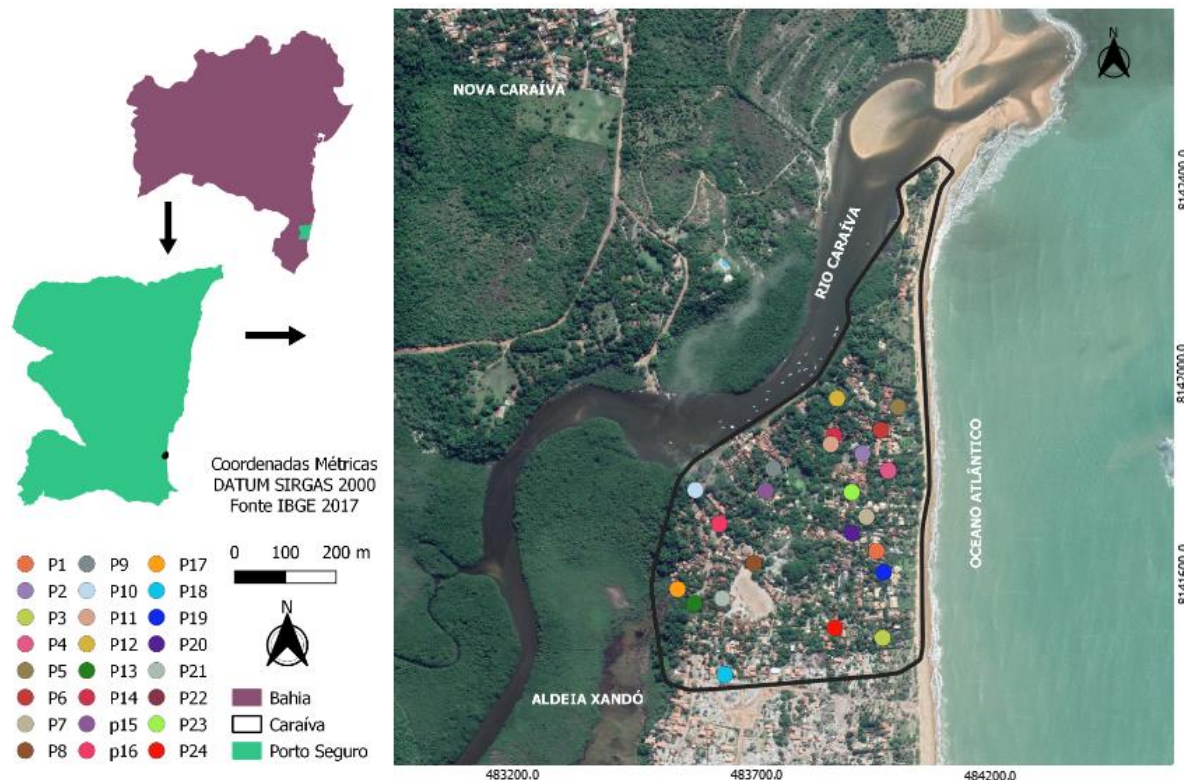 Coordenadas Métricas
DATUM SIRGAS 2000
Fonte IBGE 2017
0 100 200 m
N
P1
P2
P3
P4
P5
P6
P7
P8
P9
P10
P11
P12
P13
P14
p15
p16
P17
P18
P19
P20
P21
P22
P23
P24
Bahia
Caraíva
Porto Seguro
N
NOVA CARAÍVA
RIO CARAÍVA
OCEANO ATLÂNTICO
ALDEIA XANDÓ
8147400.0
8147000.0
8141600.0
483200.0
483700.0
484200.0